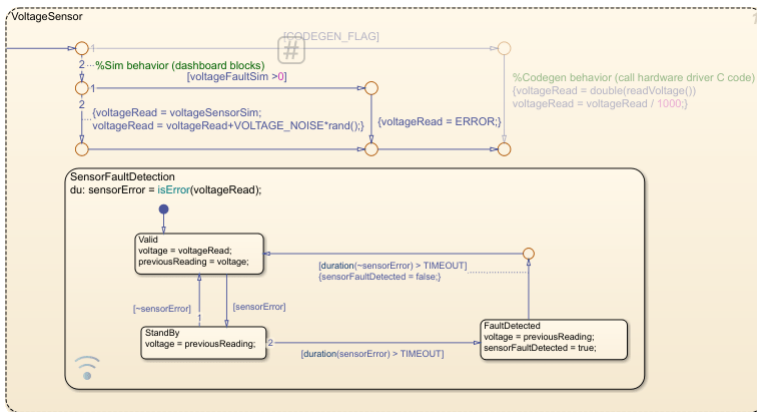 VoltageSensor
1
[CODEGEN_FLAG]
#
2
%Sim behavior (dashboard blocks)
[voltageFaultSim >0]
1
2
{voltageRead = voltageSensorSim;
voltageRead = voltageRead+VOLTAGE_NOISE*rand();}
{voltageRead = ERROR;}
%Codegen behavior (call hardware driver C code)
{voltageRead = double(readVoltage())
voltageRead = voltageRead / 1000;}
SensorFaultDetection
du: sensorError = isError(voltageRead);
Valid
voltage = voltageRead;
previousReading = voltage;
[duration(~sensorError) > TIMEOUT]
{sensorFaultDetected = false;}
[~sensorError]
[sensorError]
1
StandBy
voltage = previousReading;
2
[duration(sensorError) > TIMEOUT]
FaultDetected
voltage = previousReading;
sensorFaultDetected = true;